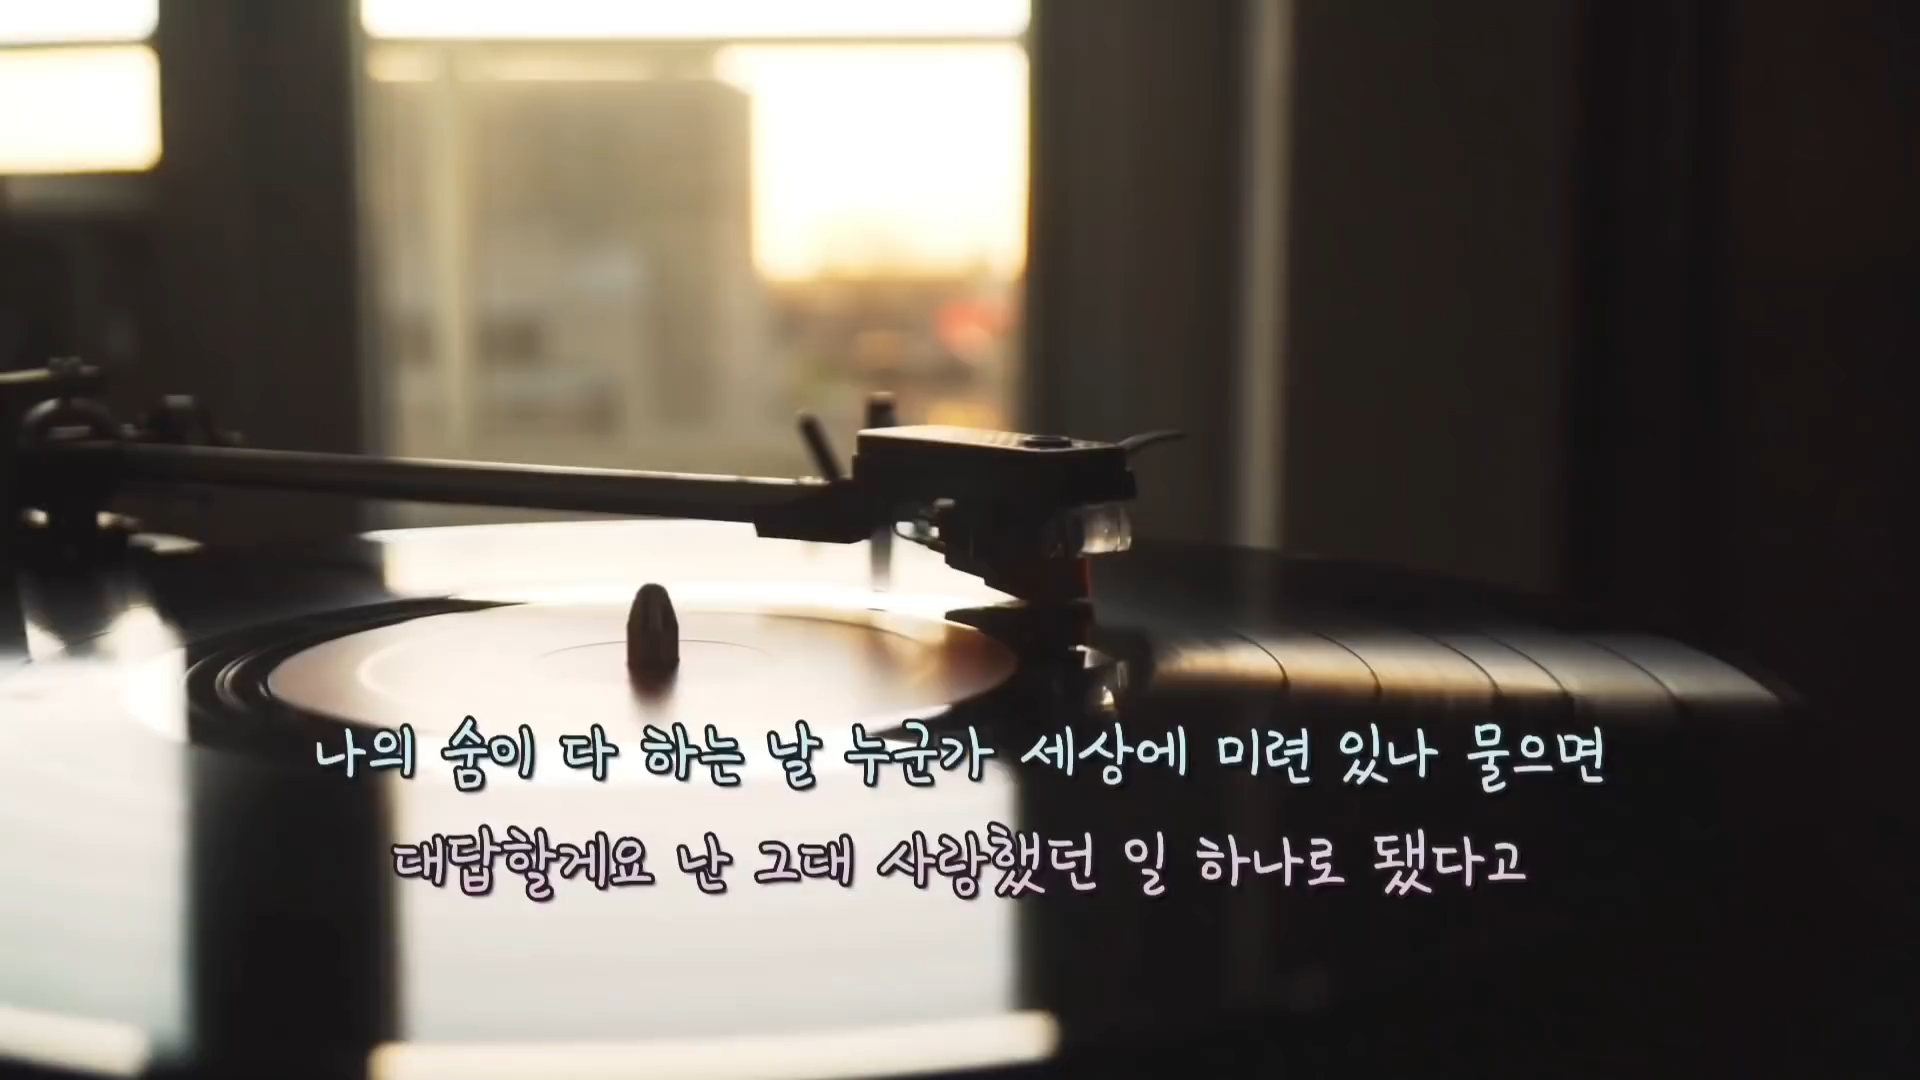 나의 숨이 다 하는 날 누군가 세상에 미련 있나 물으면
대답할게요 난 그대 사랑했던 일 하나로 됐다고